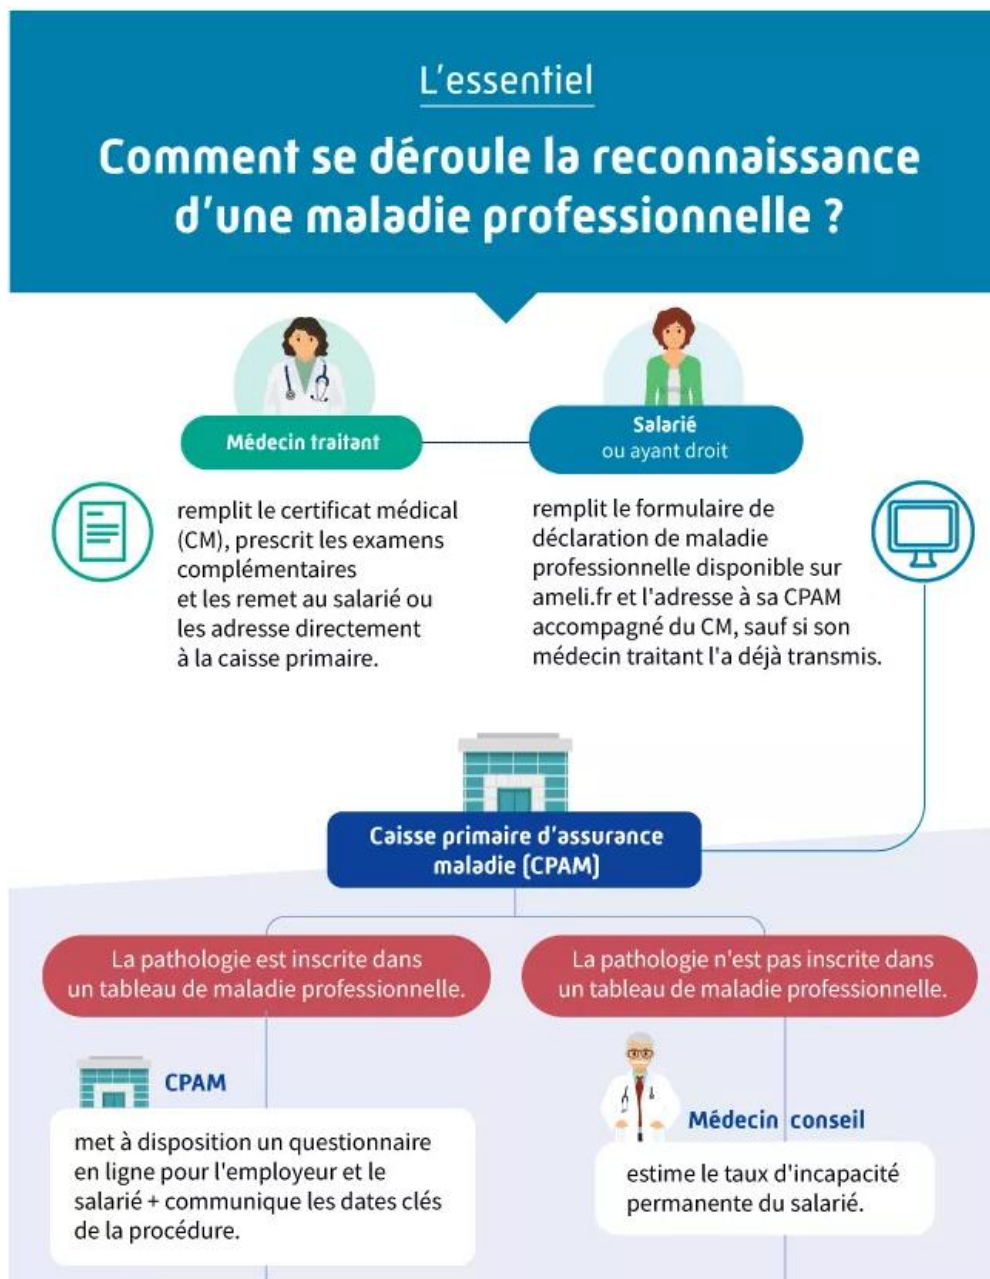 L'essentiel
Comment se déroule la reconnaissance
d'une maladie professionnelle ?
Médecin traitant
remplit le certificat médical
(CM), prescrit les examens
complémentaires
et les remet au salarié ou
les adresse directement
à la caisse primaire.
Salarié
ou ayant droit
remplit le formulaire de
déclaration de maladie
professionnelle disponible sur
ameli.fr et l'adresse à sa CPAM
accompagné du CM, sauf si son
médecin traitant l'a déjà transmis.
Caisse primaire d'assurance
maladie (CPAM)
La pathologie est inscrite dans
un tableau de maladie professionnelle.
CPAM
met à disposition un questionnaire
en ligne pour l'employeur et le
salarié + communique les dates clés
de la procédure.
La pathologie n'est pas inscrite dans
un tableau de maladie professionnelle.
Médecin conseil
estime le taux d'incapacité
permanente du salarié.